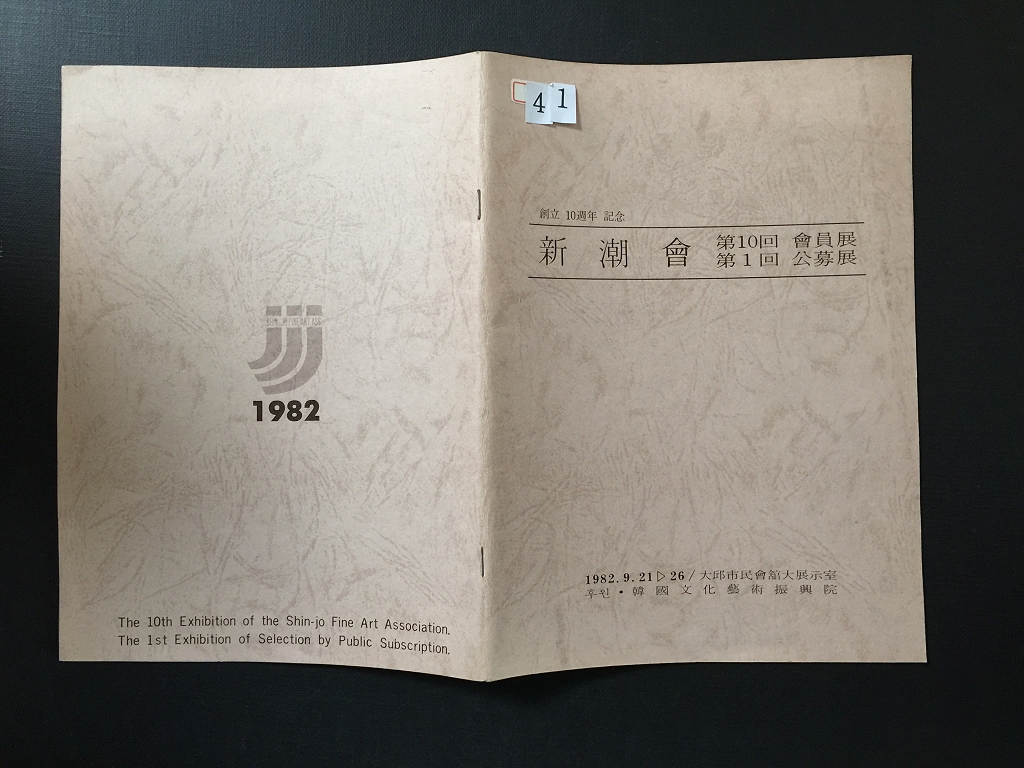 41
創立 10週年 記念
新潮會 第10回 會員展
第1回 公募展
1982.9.21▷26/大邱市民會舘大展示室
후원・韓國文化藝術振興院
1982
The 10th Exhibition of the Shin-jo Fine Art Association.
The 1st Exhibition of Selection by Public Subscription.